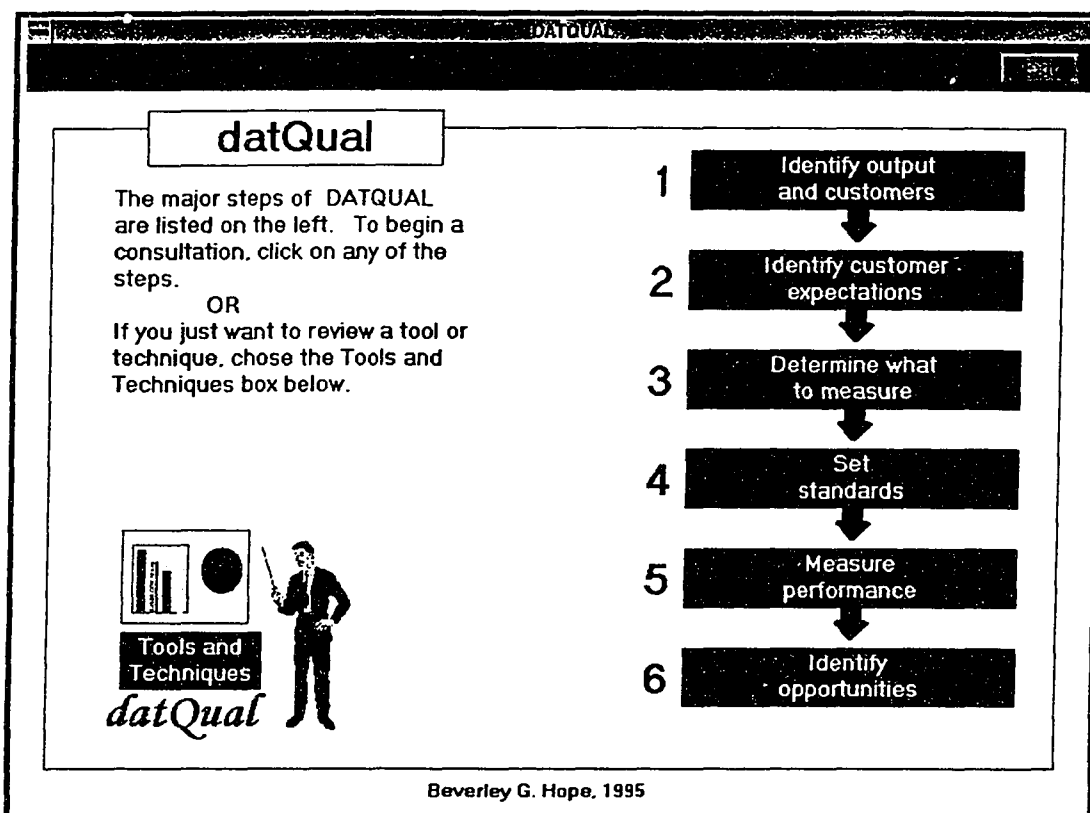 DATQUAL
datQual
The major steps of DATQUAL
are listed on the left. To begin a
consultation, click on any of the
steps.
OR
If you just want to review a tool or
technique, chose the Tools and
Techniques box below.
Tools and
Techniques
datQual
1
Identify output
and customers
2
Identify customer
expectations
3
Determine what
to measure
4
Set
standards
5
Measure
performance
6
Identify
opportunities
Beverley G. Hope, 1995